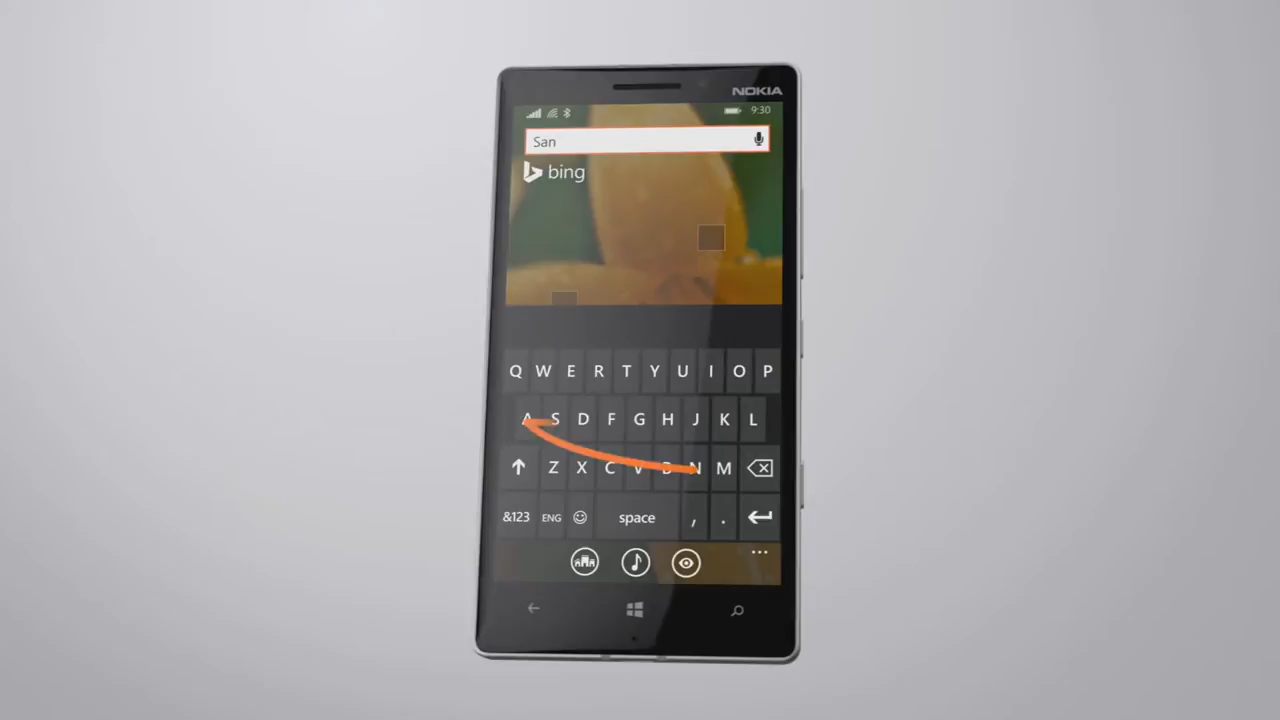 NOKIA
9:30
San
bing
Q W E R T Y U I O P
A S D F G H J K L
Z X C V B N M
&123 ENG space , .